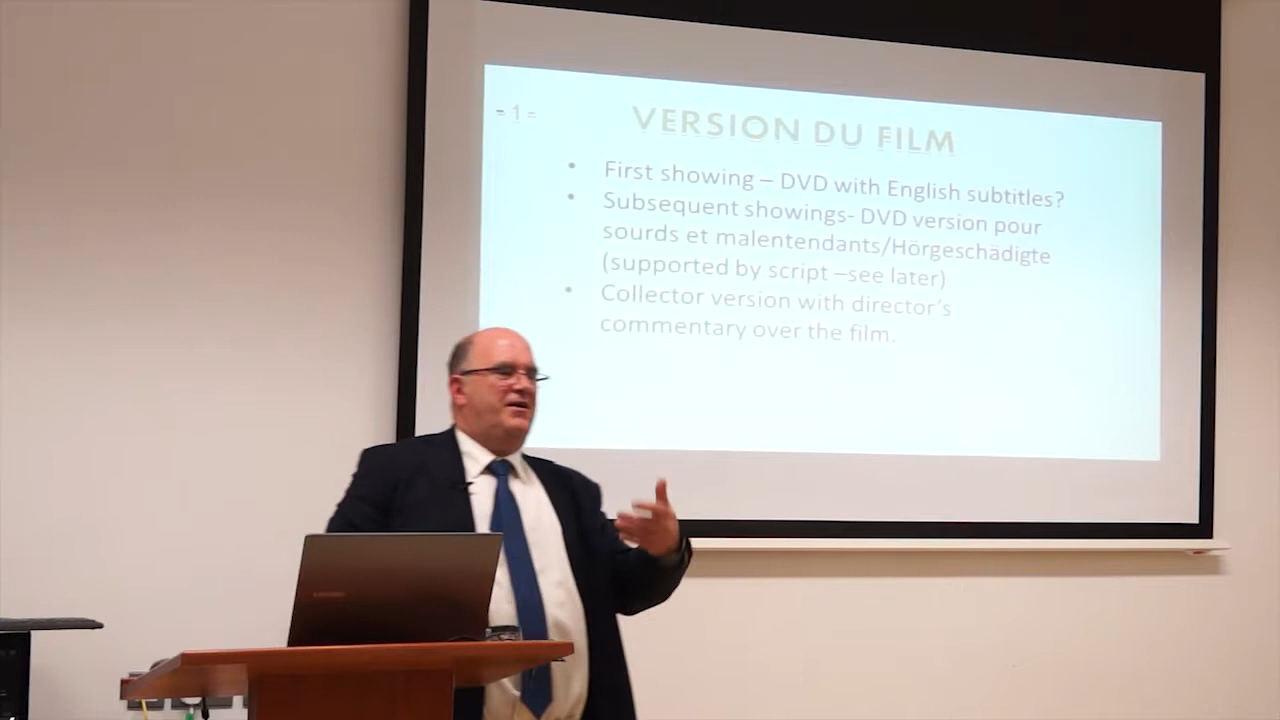 = 1 =
VERSION DU FILM
• First showing – DVD with English subtitles?
• Subsequent showings- DVD version pour
sourds et malentendants/Hörgeschädigte
(supported by script –see later)
• Collector version with director's
commentary over the film.